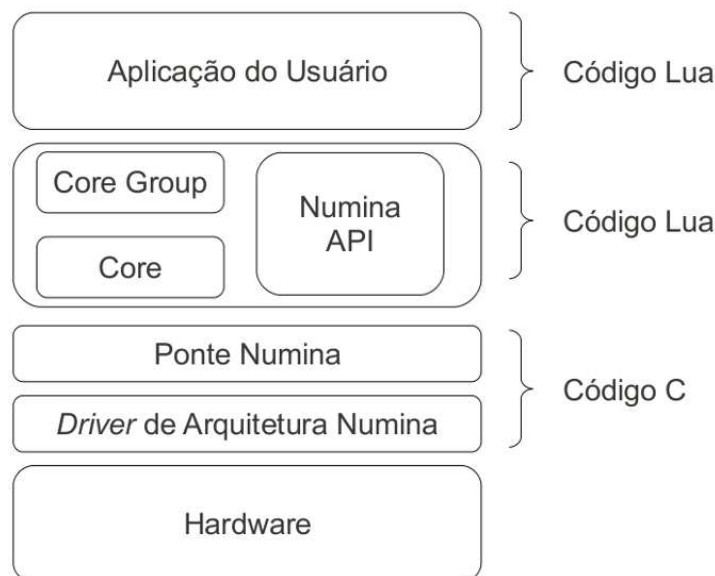 Aplicação do Usuário
Código Lua
Core Group
Core
Numina
API
Código Lua
Ponte Numina
Driver de Arquitetura Numina
Código C
Hardware